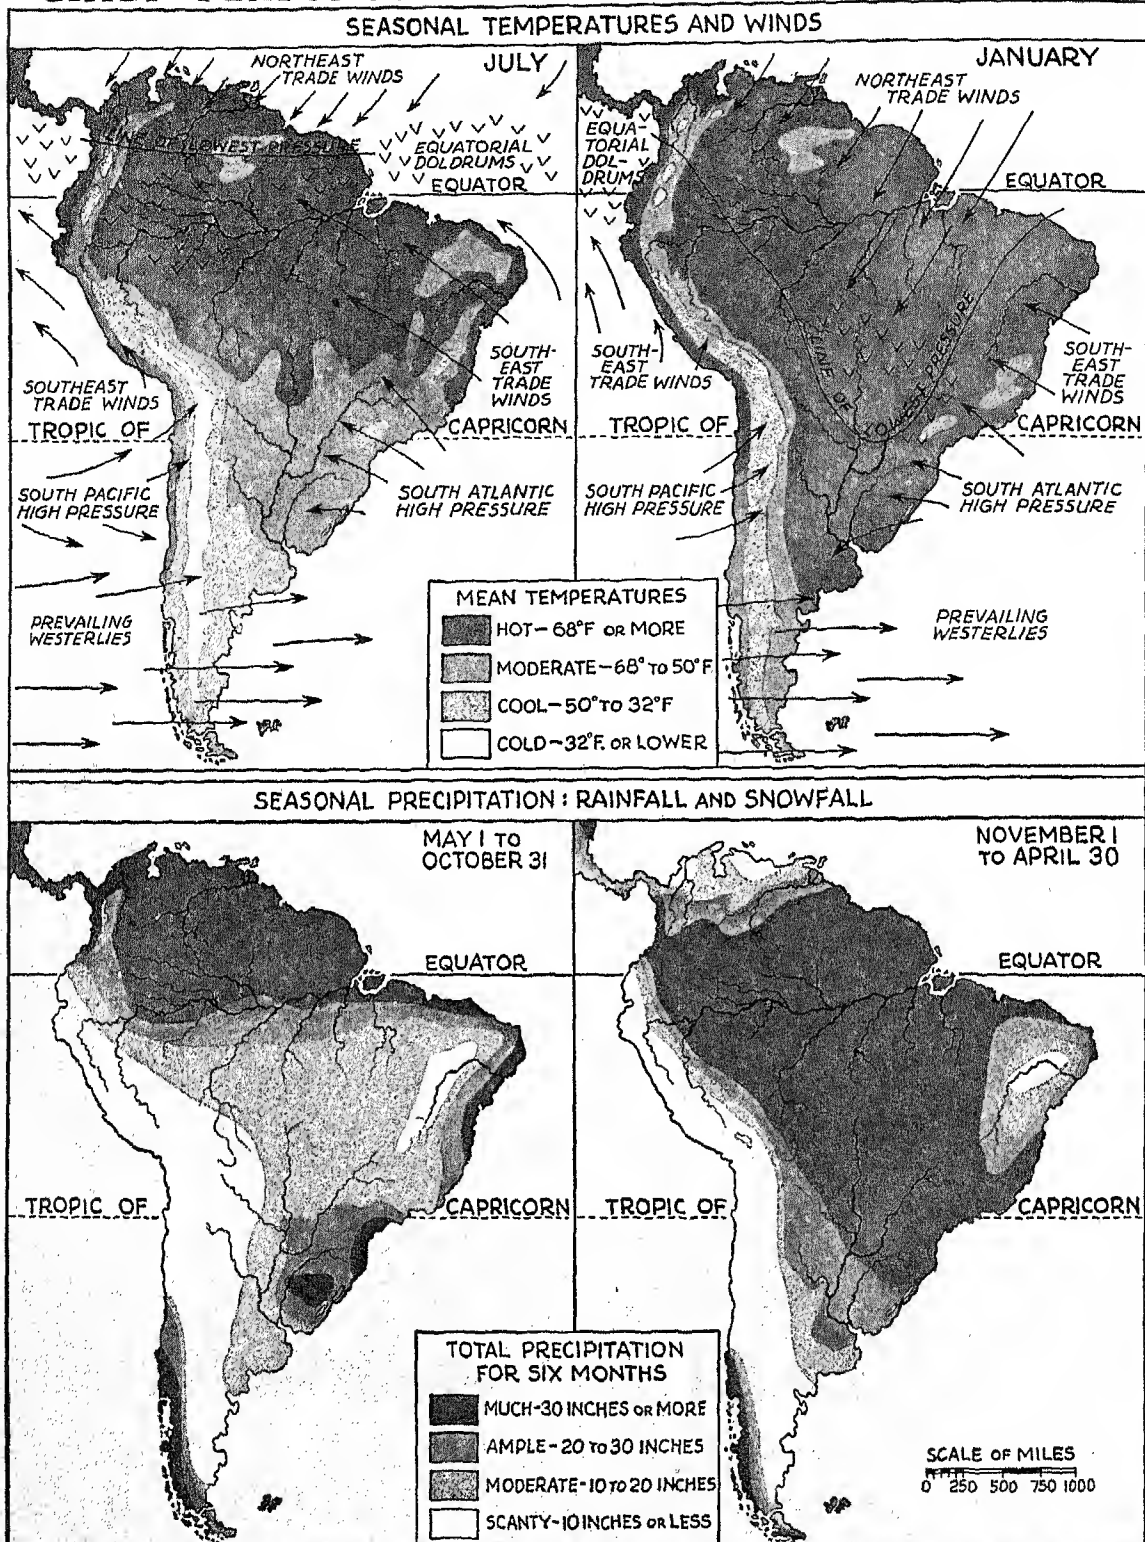 SEASONAL TEMPERATURES AND WINDS
JULY
NORTHEAST
TRADE WINDS
LINE OF LOWEST PRESSURE
EQUATORIAL
DOLDRUMS
EQUATOR
SOUTHEAST
TRADE WINDS
SOUTH-
EAST
TRADE
WINDS
TROPIC OF
CAPRICORN
SOUTH PACIFIC
HIGH PRESSURE
SOUTH ATLANTIC
HIGH PRESSURE
PREVAILING
WESTERLIES
JANUARY
NORTHEAST
TRADE WINDS
EQUA-
TORIAL
DOL-
DRUMS
EQUATOR
SOUTH-
EAST
TRADE WINDS
LINE OF LOWEST PRESSURE
SOUTH-
EAST
TRADE
WINDS
TROPIC OF
CAPRICORN
SOUTH PACIFIC
HIGH PRESSURE
SOUTH ATLANTIC
HIGH PRESSURE
PREVAILING
WESTERLIES
MEAN TEMPERATURES
HOT-68°F OR MORE
MODERATE-68° TO 50°F
COOL-50° TO 32°F
COLD-32°F. OR LOWER
SEASONAL PRECIPITATION: RAINFALL AND SNOWFALL
MAY 1 TO
OCTOBER 31
EQUATOR
TROPIC OF
CAPRICORN
NOVEMBER 1
TO APRIL 30
EQUATOR
TROPIC OF
CAPRICORN
TOTAL PRECIPITATION
FOR SIX MONTHS
MUCH-30 INCHES OR MORE
AMPLE-20 TO 30 INCHES
MODERATE-10 TO 20 INCHES
SCANTY-10 INCHES OR LESS
SCALE OF MILES
0 250 500 750 1000